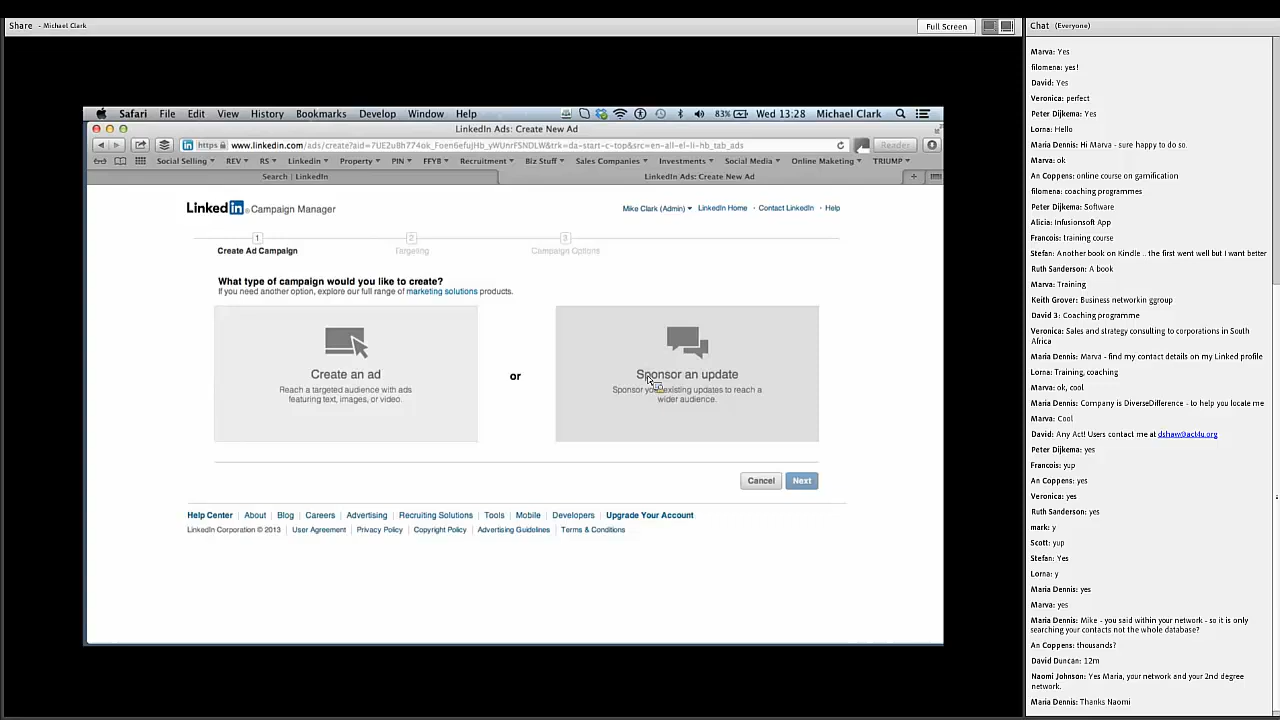 Share - Michael Clark
Full Screen
Safari File Edit View History Bookmarks Develop Window Help
83% Wed 13:28 Michael Clark
LinkedIn Ads: Create New Ad
https www.linkedin.com
Reader
Social Selling REV RS Linkedin Property PIN FFYB Recruitment Biz Stuff Sales Companies Investments Social Media Online Maketing TRIUMP
Search | LinkedIn
LinkedIn Ads: Create New Ad
LinkedIn Campaign Manager
Mike Clark (Admin) LinkedIn Home Contact LinkedIn Help
1 2 3
Create Ad Campaign Targeting Campaign Options
What type of campaign would you like to create?
If you need another option, explore our full range of marketing solutions products.
Create an ad
Reach a targeted audience with ads
featuring text, images, or video.
or
Sponsor an update
Sponsor existing updates to reach a
wider audience.
Cancel Next
Help Center About Blog Careers Advertising Recruiting Solutions Tools Mobile Developers Upgrade Your Account
LinkedIn Corporation © 2013 User Agreement Privacy Policy Copyright Policy Advertising Guidelines Terms & Conditions
Chat (Everyone)
Marva: Yes
filomena: yes!
David: Yes
Veronica: perfect
Peter Dijkema: Yes
Lorna: Hello
Maria Dennis: Hi Marva - sure happy to do so.
Marva: ok
An Coppens: online course on gamification
filomena: coaching programmes
Peter Dijkema: Software
Alicia: Infusionsoft App
Francois: training course
Stefan: Another book on Kindle .. the first went well but I want better
Ruth Sanderson: A book
Marva: Training
Keith Grover: Business networkin ggroup
David 3: Coaching programme
Veronica: Sales and strategy consulting to corporations in South
Africa
Maria Dennis: Marva - find my contact details on my Linked profile
Lorna: Training, coaching
Marva: ok, cool
Maria Dennis: Company is DiverseDifference - to help you locate me
Marva: Cool
David: Any Act! Users contact me at dshaw@act4u.org
Peter Dijkema: yes
Francois: yup
An Coppens: yes
Veronica: yes
Ruth Sanderson: yes
mark: y
Scott: yup
Stefan: Yes
Lorna: y
Maria Dennis: yes
Marva: yes
Maria Dennis: Mike - you said within your network - so it is only
searching your contacts not the whole database?
An Coppens: thousands?
David Duncan: 12m
Naomi Johnson: Yes Maria, your network and your 2nd degree
network.
Maria Dennis: Thanks Naomi